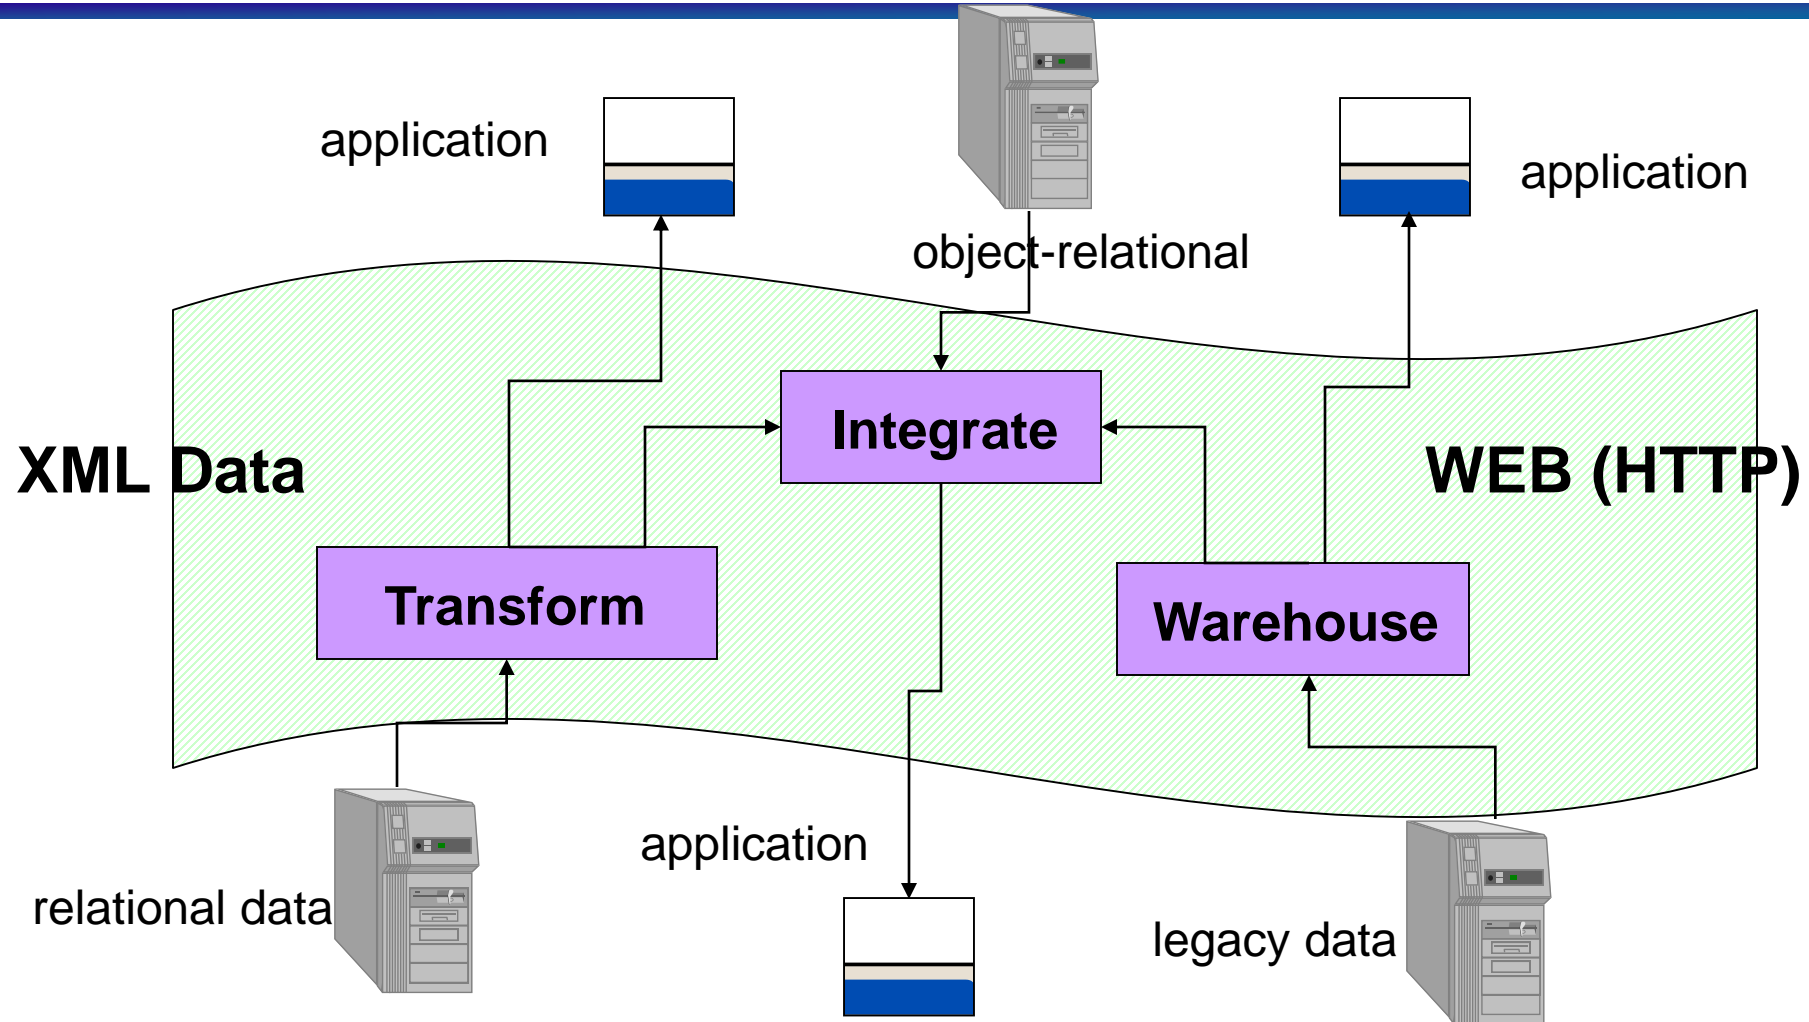 application
application
object-relational
Integrate
XML Data
WEB (HTTP)
Transform
Warehouse
application
relational data
legacy data